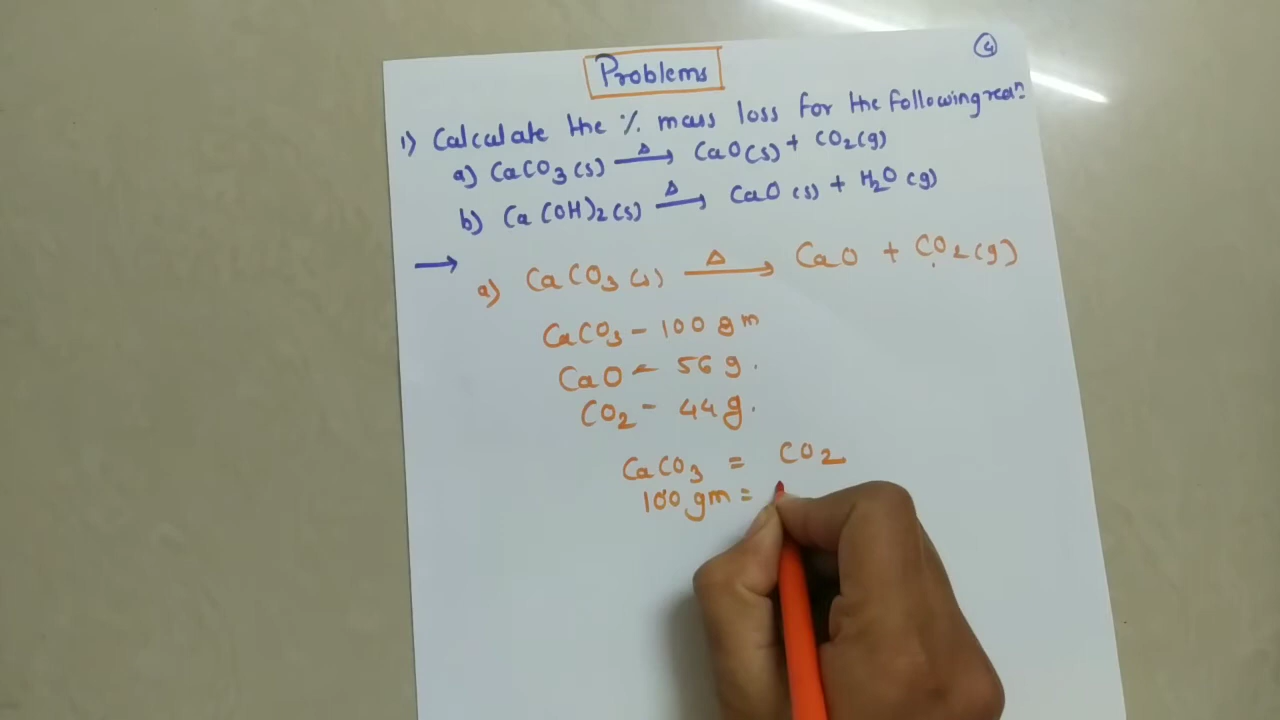 4
Problems
1) Calculate the % mass loss for the following reaⁿ
a) CaCO3 (s) Δ→ CaO (s) + CO2 (g)
b) Ca (OH)2 (s) Δ→ CaO (s) + H2O (g)
→
a) CaCO3 (s) Δ→ CaO + CO2 (g)
CaCO3 - 100 gm
CaO - 56 g.
CO2 - 44 g.
CaCO3 = CO2
100 gm =